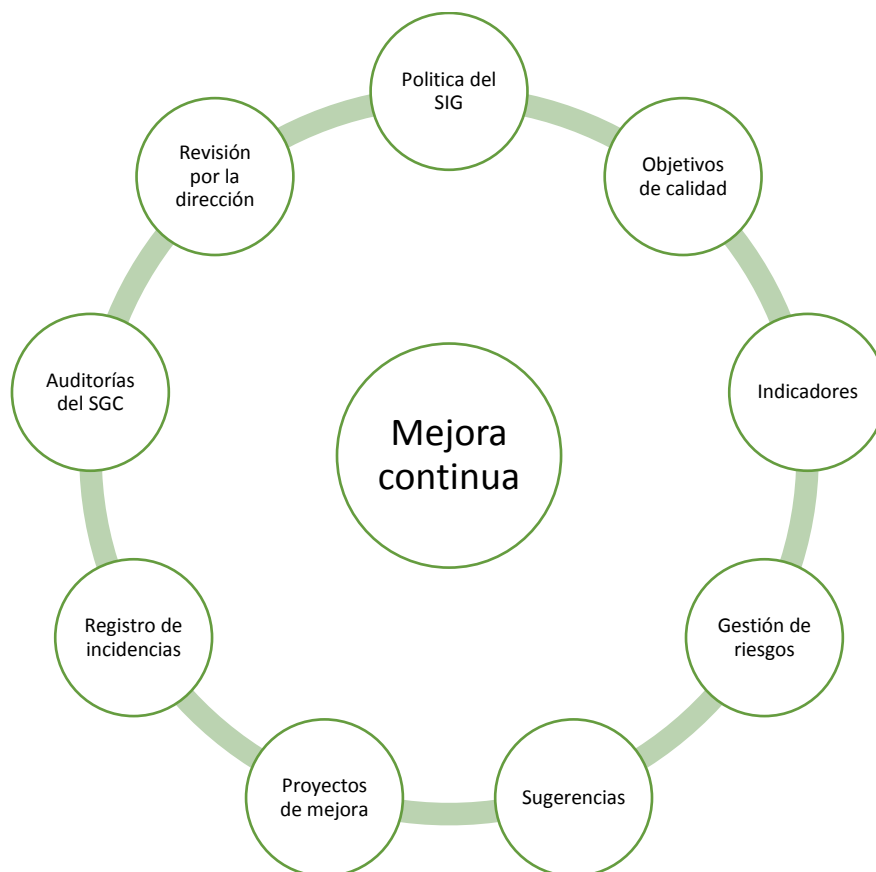 Politica del
SIG
Objetivos
de calidad
Indicadores
Gestión de
riesgos
Sugerencias
Proyectos
de mejora
Registro de
incidencias
Auditorías
del SGC
Revisión
por la
dirección
Mejora
continua